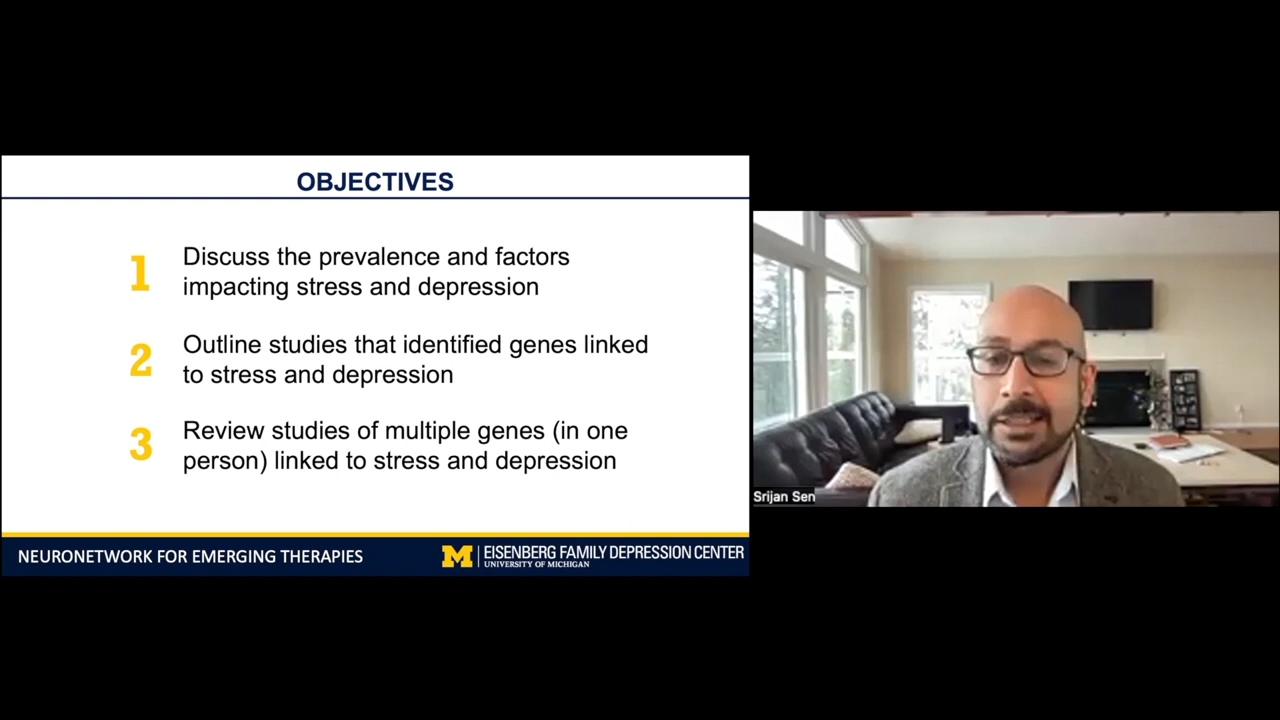 OBJECTIVES
1
Discuss the prevalence and factors
impacting stress and depression
2
Outline studies that identified genes linked
to stress and depression
3
Review studies of multiple genes (in one
person) linked to stress and depression
NEURONETWORK FOR EMERGING THERAPIES
M
EISENBERG FAMILY DEPRESSION CENTER
UNIVERSITY OF MICHIGAN
Srijan Sen